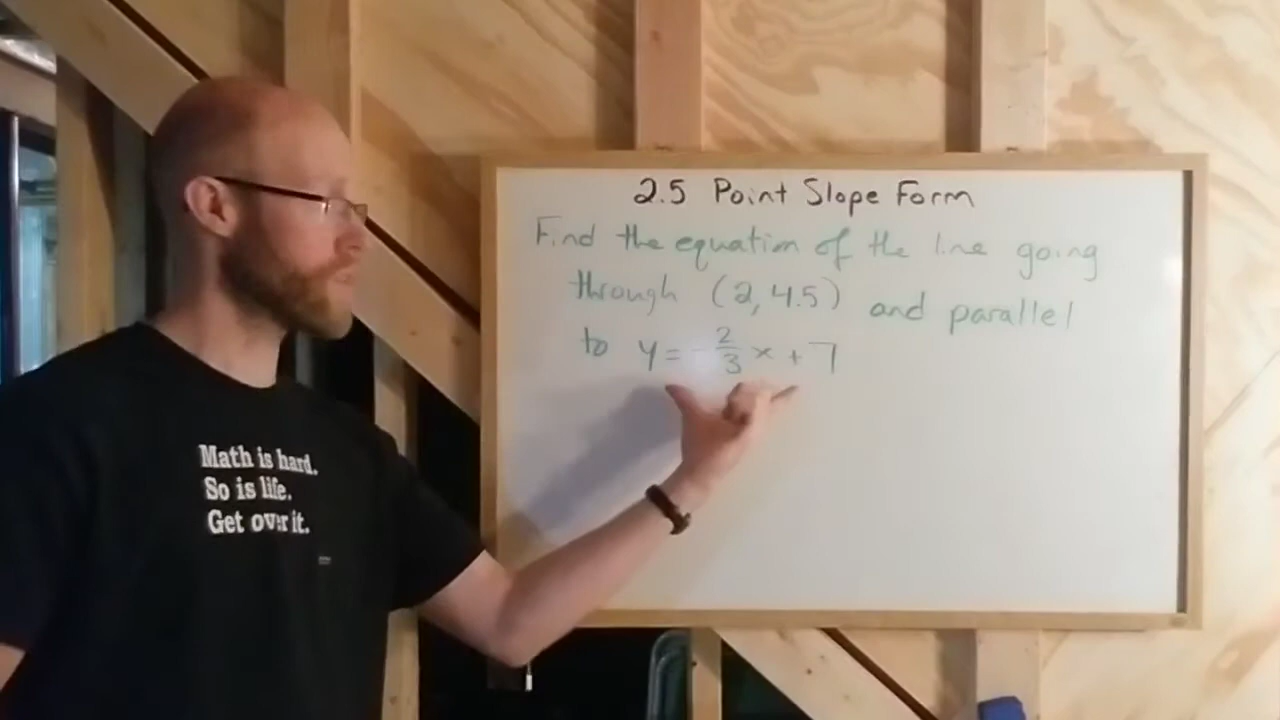 2.5 Point Slope Form
Find the equation of the line going
through (2, 4.5) and parallel
to y = -2/3 x + 7
Math is hard.
So is life.
Get over it.